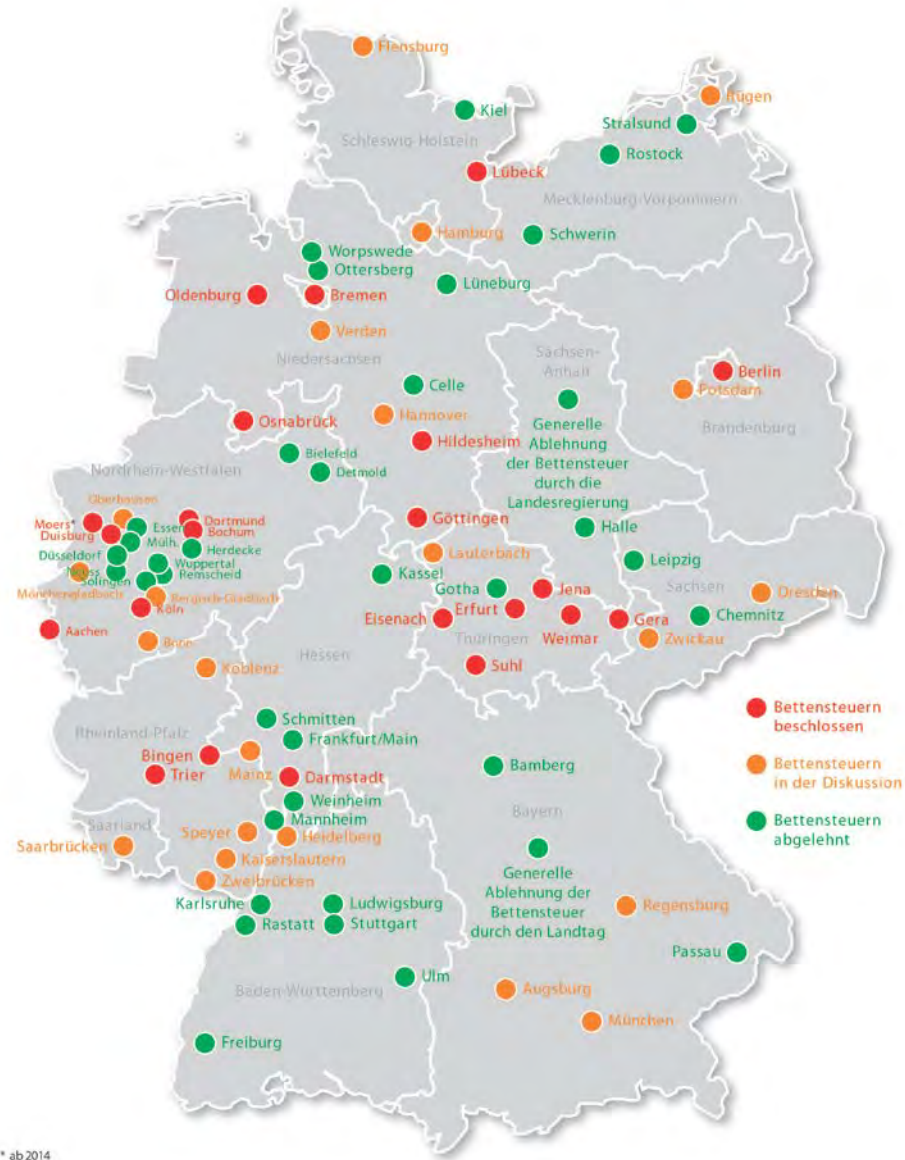 Flensburg
Rügen
Kiel
Stralsund
Schleswig-Holstein
Rostock
Lübeck
Mecklenburg-Vorpommern
Hamburg
Schwerin
Worpswede
Ottersberg
Lüneburg
Oldenburg
Bremen
Verden
Niedersachsen
Sachsen-
Anhalt
Berlin
Potsdam
Celle
Brandenburg
Hannover
Osnabrück
Generelle
Ablehnung
der Bettensteuer
durch die
Landesregierung
Hildesheim
Bielefeld
Detmold
Nordrhein-Westfalen
Oberhausen
Moers*
Duisburg
Essen
Dortmund
Bochum
Göttingen
Halle
Mülh.
Herdecke
Düsseldorf
Wuppertal
Lauterbach
Leipzig
Neuss
Solingen
Remscheid
Kassel
Gotha
Jena
Sachsen
Dresden
Mönchengladbach
Bergisch-Gladbach
Köln
Eisenach
Erfurt
Weimar
Gera
Chemnitz
Aachen
Thüringen
Zwickau
Bonn
Hessen
Koblenz
Suhl
Schmitten
Bettensteuern
beschlossen
Rheinland-Pfalz
Frankfurt/Main
Bingen
Trier
Mainz
Darmstadt
Bamberg
Bettensteuern
in der Diskussion
Weinheim
Mannheim
Bayern
Saarland
Speyer
Heidelberg
Bettensteuern
abgelehnt
Saarbrücken
Kaiserslautern
Zweibrücken
Generelle
Ablehnung der
Bettensteuer
durch den Landtag
Karlsruhe
Ludwigsburg
Regensburg
Rastatt
Stuttgart
Passau
Ulm
Baden-Württemberg
Augsburg
München
Freiburg
* ab 2014